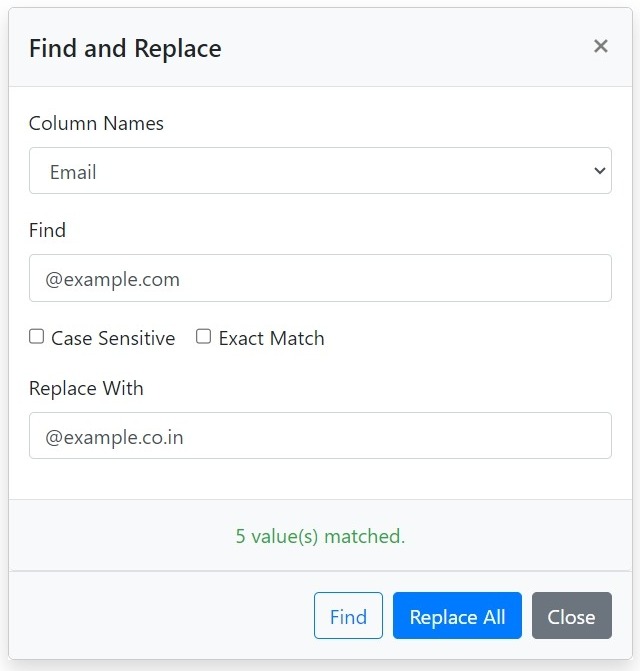 Find and Replace ×
Column Names
Email
Find
@example.com
Case Sensitive Exact Match
Replace With
@example.co.in
5 value(s) matched.
Find Replace All Close